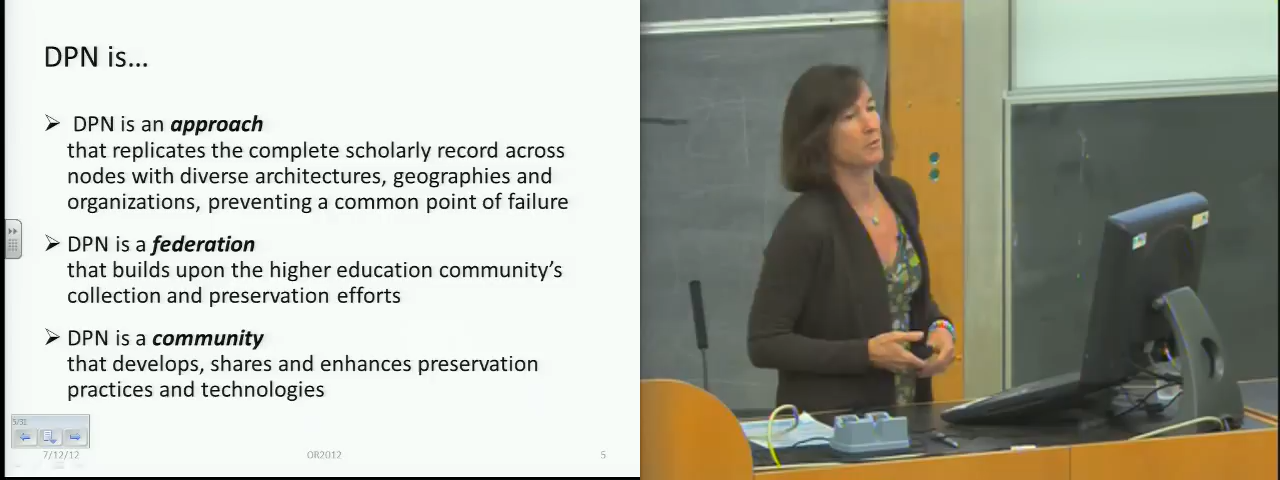 DPN is...
➢ DPN is an approach
that replicates the complete scholarly record across
nodes with diverse architectures, geographies and
organizations, preventing a common point of failure
➢ DPN is a federation
that builds upon the higher education community's
collection and preservation efforts
➢ DPN is a community
that develops, shares and enhances preservation
practices and technologies
7/12/12 OR2012 5